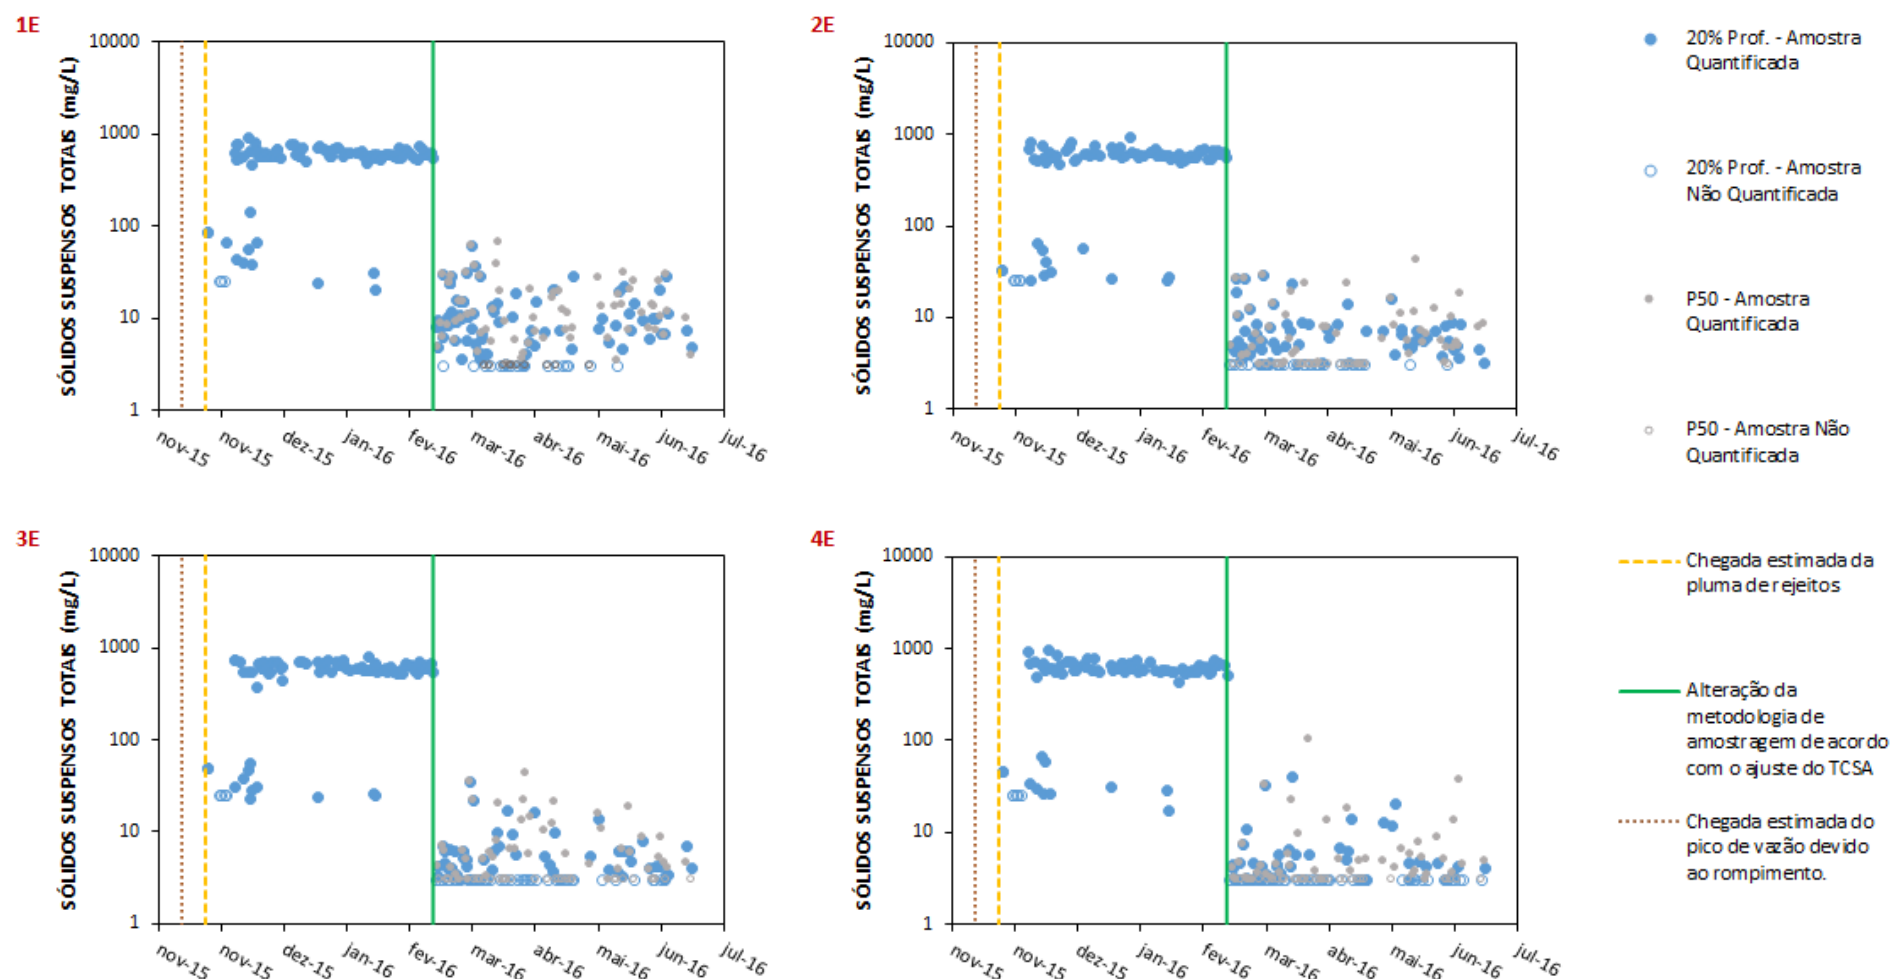 1E
SÓLIDOS SUSPENSOS TOTAIS (mg/L)
10000
1000
100
10
1
nov-15
nov-15
dez-15
jan-16
fev-16
mar-16
abr-16
mai-16
jun-16
jul-16
2E
SÓLIDOS SUSPENSOS TOTAIS (mg/L)
10000
1000
100
10
1
nov-15
nov-15
dez-15
jan-16
fev-16
mar-16
abr-16
mai-16
jun-16
jul-16
3E
SÓLIDOS SUSPENSOS TOTAIS (mg/L)
10000
1000
100
10
1
nov-15
nov-15
dez-15
jan-16
fev-16
mar-16
abr-16
mai-16
jun-16
jul-16
4E
SÓLIDOS SUSPENSOS TOTAIS (mg/L)
10000
1000
100
10
1
nov-15
nov-15
dez-15
jan-16
fev-16
mar-16
abr-16
mai-16
jun-16
jul-16
20% Prof. - Amostra
Quantificada
20% Prof. - Amostra
Não Quantificada
P50 - Amostra
Quantificada
P50 - Amostra Não
Quantificada
Chegada estimada da
pluma de rejeitos
Alteração da
metodologia de
amostragem de acordo
com o ajuste do TCSA
Chegada estimada do
pico de vazão devido
ao rompimento.